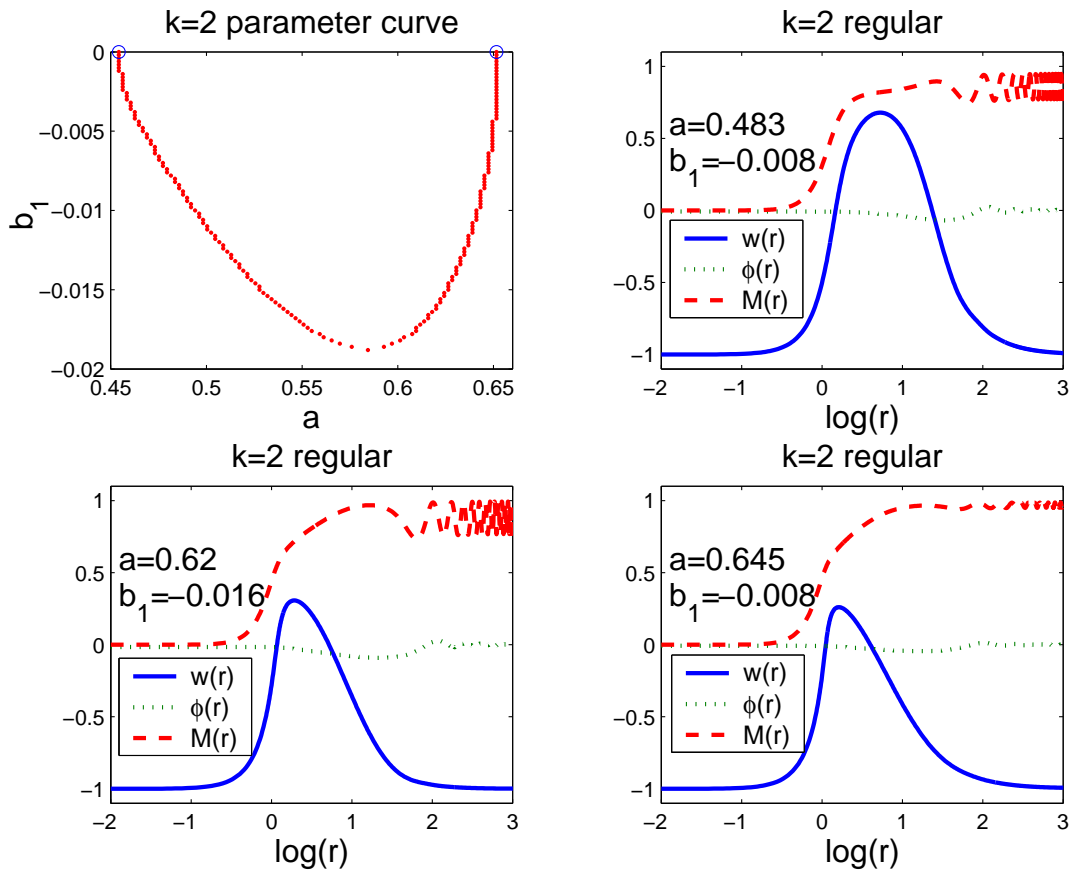 k=2 parameter curve
0
−0.005
−0.01
−0.015
−0.02
b₁
0.45
0.5
0.55
0.6
0.65
a
k=2 regular
1
0.5
0
−0.5
−1
a=0.483
b₁=−0.008
w(r)
ϕ(r)
M(r)
−2
−1
0
1
2
3
log(r)
k=2 regular
1
0.5
0
−0.5
−1
a=0.62
b₁=−0.016
w(r)
ϕ(r)
M(r)
−2
−1
0
1
2
3
log(r)
k=2 regular
1
0.5
0
−0.5
−1
a=0.645
b₁=−0.008
w(r)
ϕ(r)
M(r)
−2
−1
0
1
2
3
log(r)